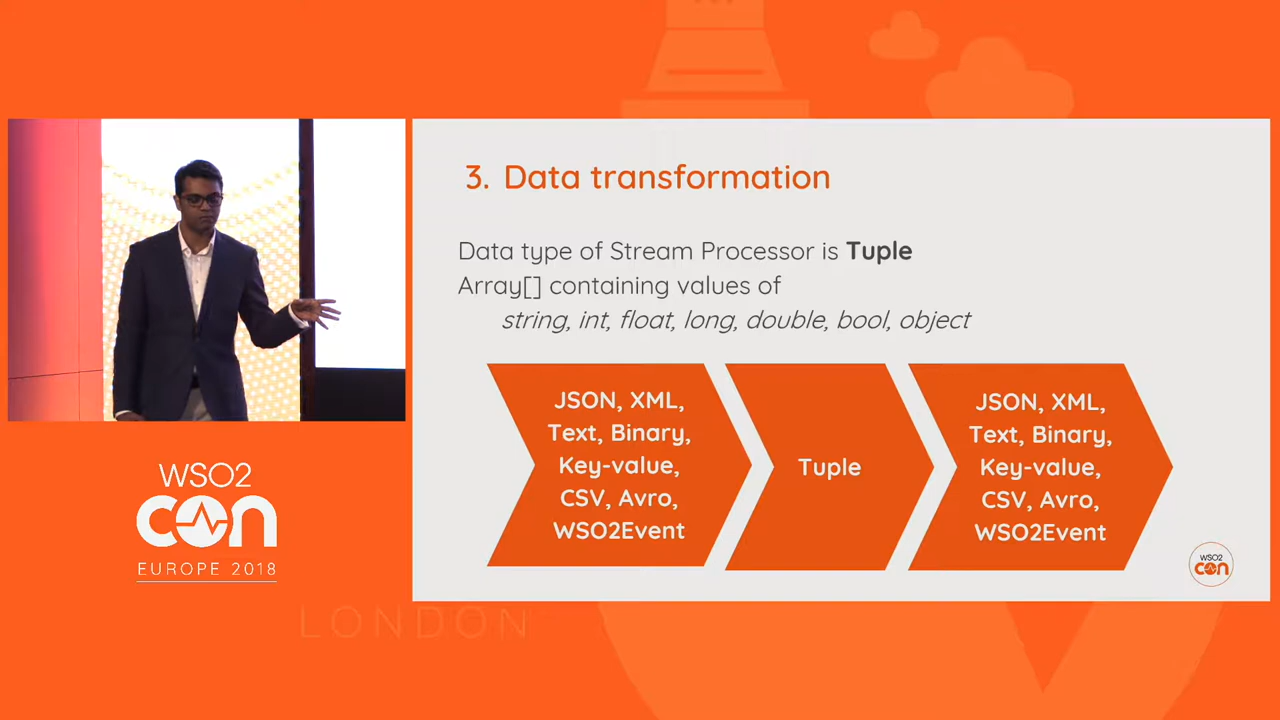 3. Data transformation
Data type of Stream Processor is Tuple
Array[] containing values of
string, int, float, long, double, bool, object
JSON, XML,
Text, Binary,
Key-value,
CSV, Avro,
WSO2Event
Tuple
JSON, XML,
Text, Binary,
Key-value,
CSV, Avro,
WSO2Event
WSO2
con
WSO2
con
EUROPE 2018
LONDON